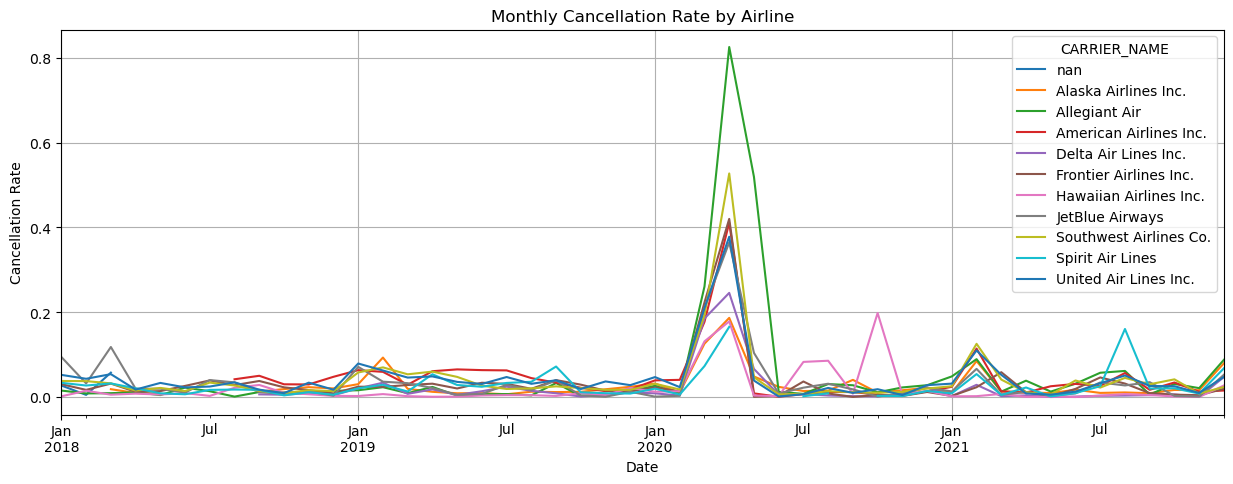 Monthly Cancellation Rate by Airline
CARRIER_NAME
nan
Alaska Airlines Inc.
Allegiant Air
American Airlines Inc.
Delta Air Lines Inc.
Frontier Airlines Inc.
Hawaiian Airlines Inc.
JetBlue Airways
Southwest Airlines Co.
Spirit Air Lines
United Air Lines Inc.
Cancellation Rate
0.8
0.6
0.4
0.2
0.0
Jan Jul Jan Jul Jan Jul Jan Jul
2018 2019 2020 2021
Date